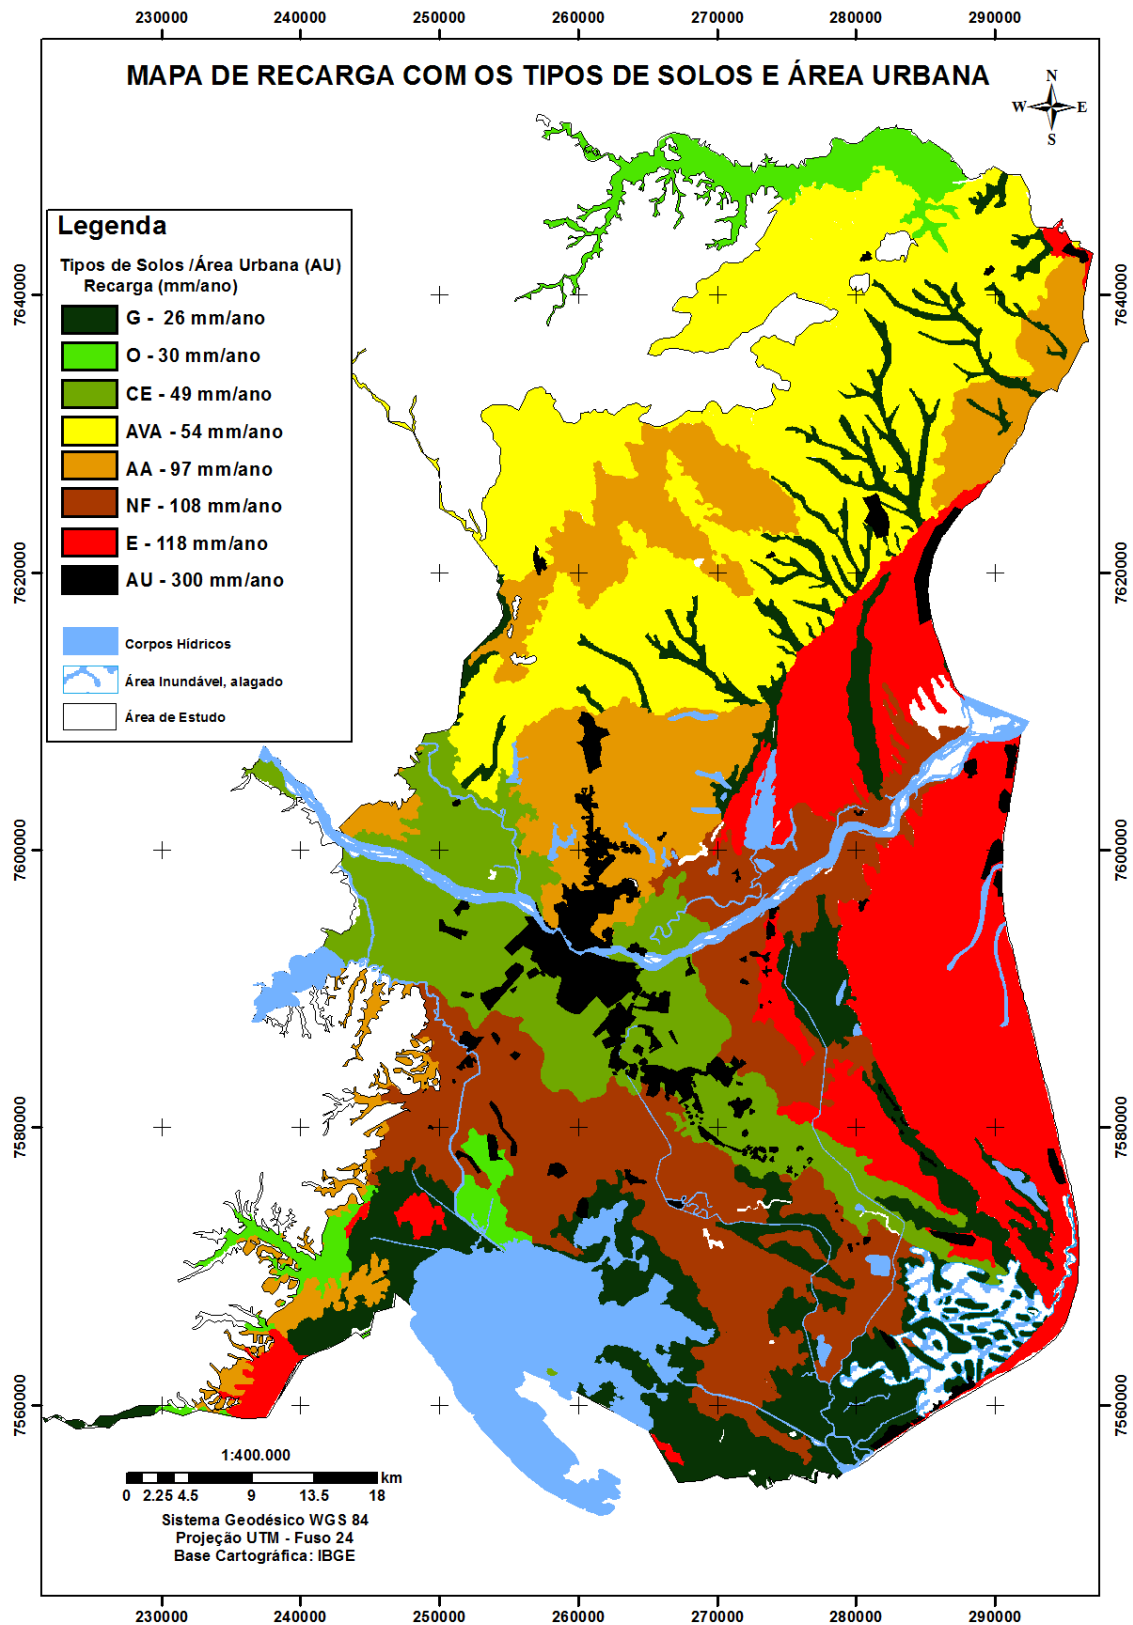 230000 240000 250000 260000 270000 280000 290000
MAPA DE RECARGA COM OS TIPOS DE SOLOS E ÁREA URBANA
N
W E
S
Legenda
Tipos de Solos /Área Urbana (AU)
Recarga (mm/ano)
G - 26 mm/ano
O - 30 mm/ano
CE - 49 mm/ano
AVA - 54 mm/ano
AA - 97 mm/ano
NF - 108 mm/ano
E - 118 mm/ano
AU - 300 mm/ano
Corpos Hídricos
Área Inundável, alagado
Área de Estudo
7640000 7640000
7620000 7620000
7600000 7600000
7580000 7580000
7560000 7560000
1:400.000
km
0 2.25 4.5 9 13.5 18
Sistema Geodésico WGS 84
Projeção UTM - Fuso 24
Base Cartográfica: IBGE
230000 240000 250000 260000 270000 280000 290000